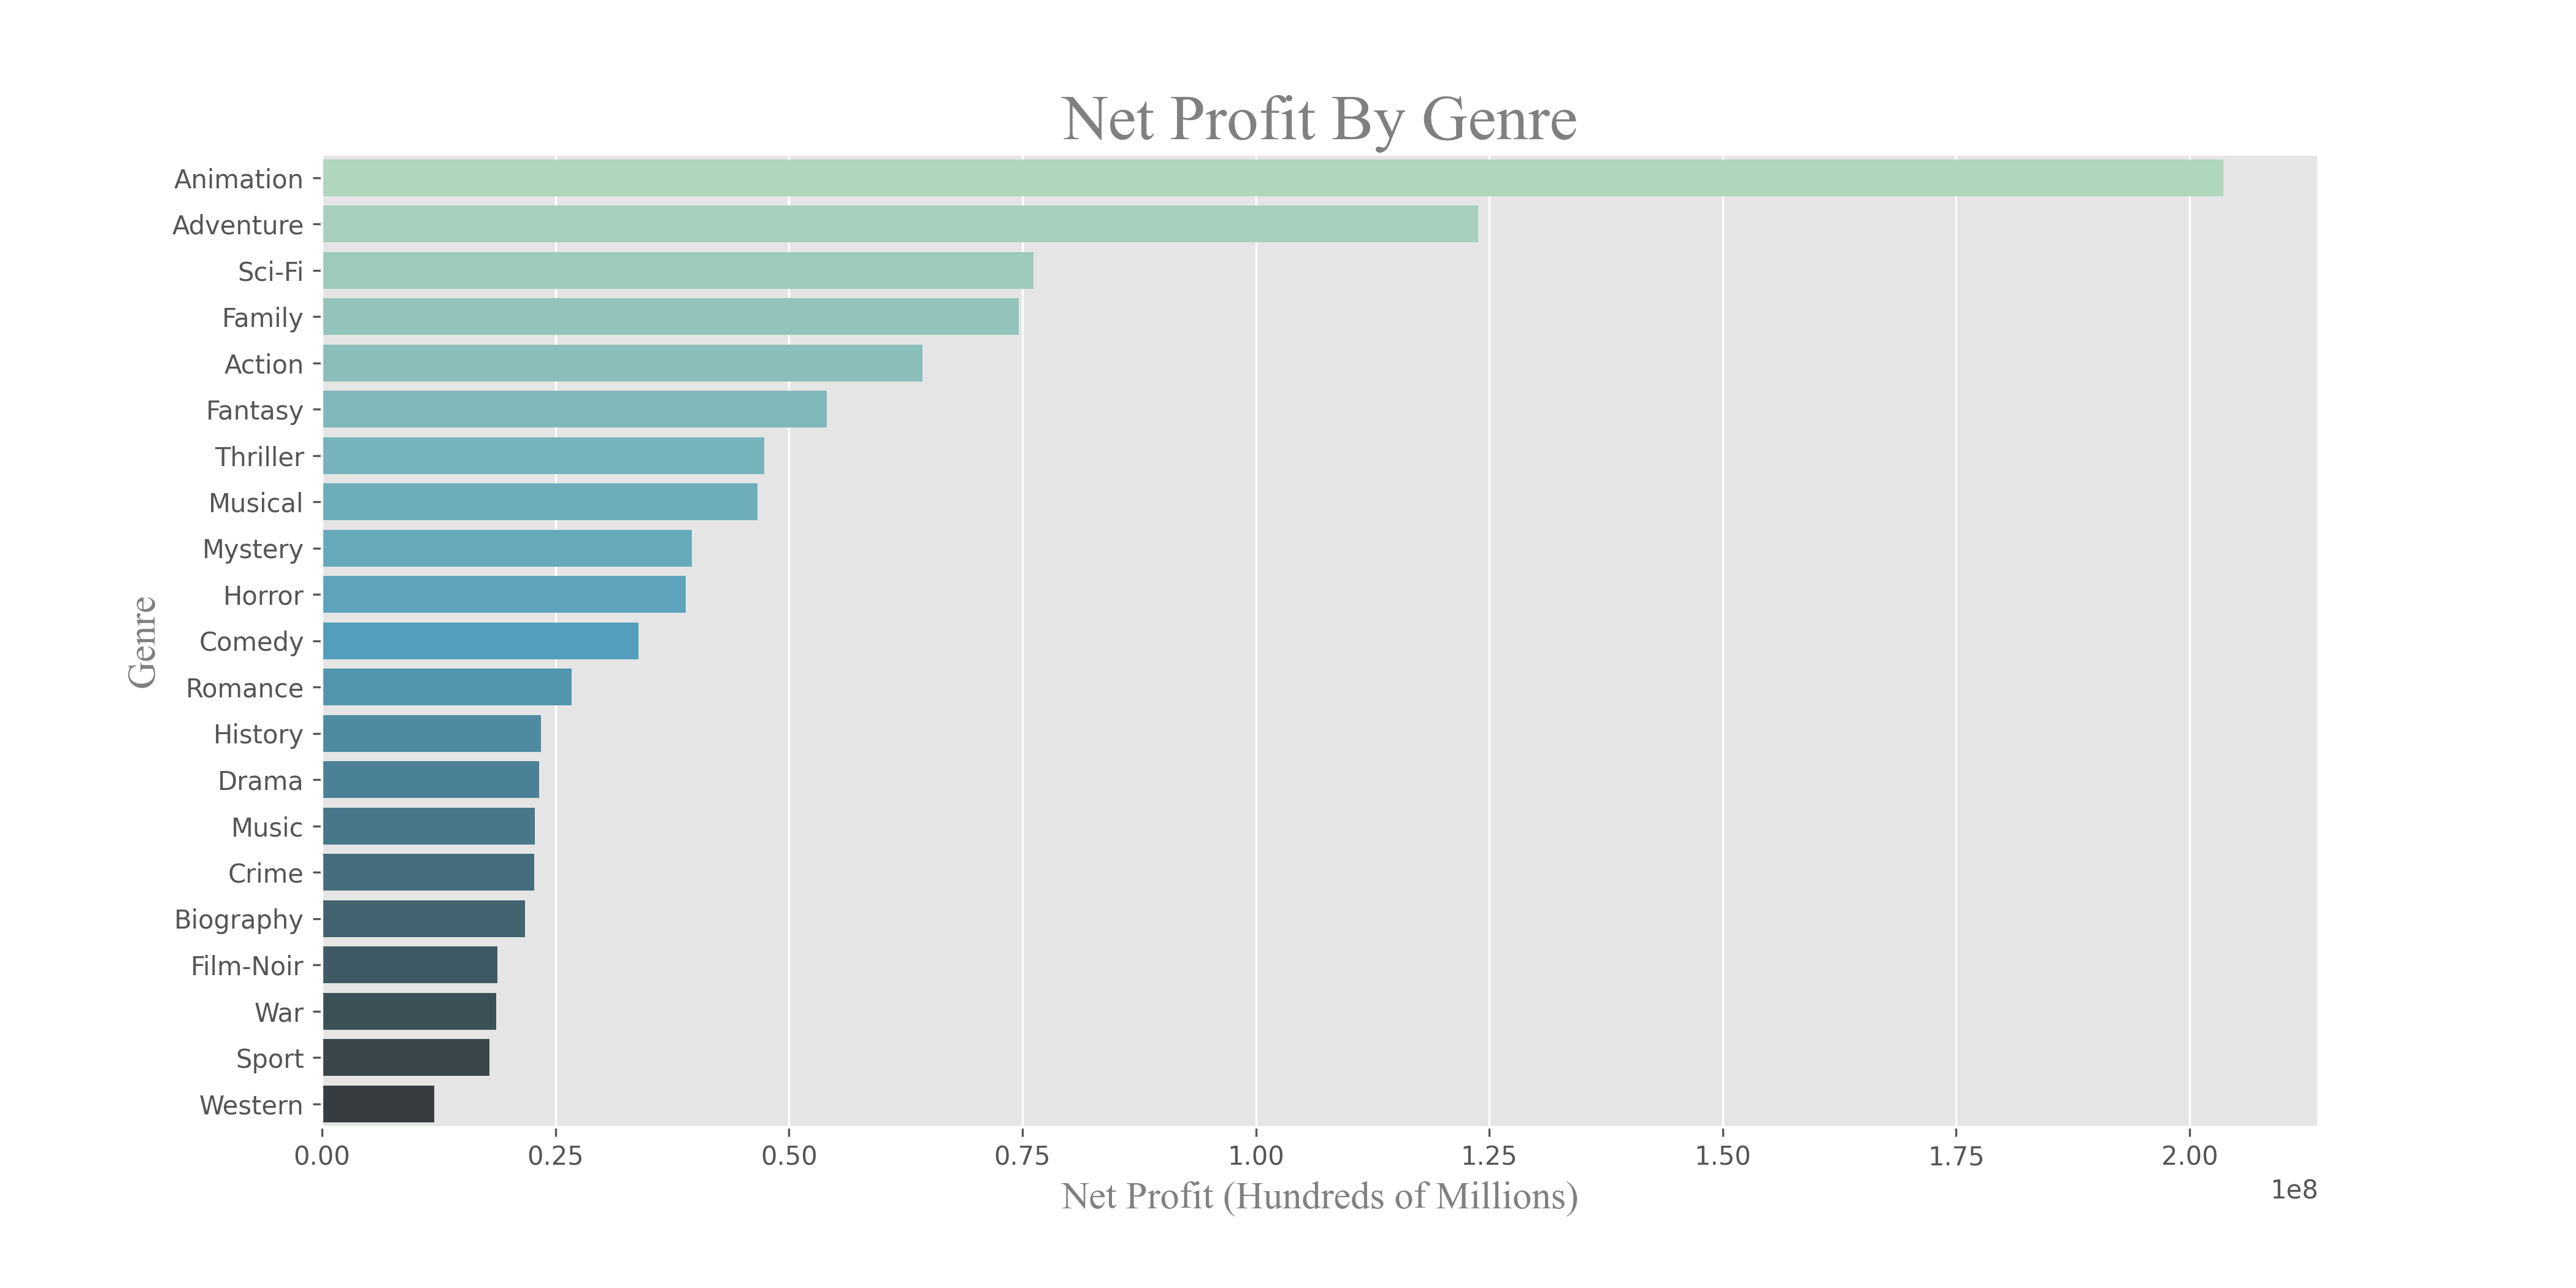 Net Profit By Genre
Animation
Adventure
Sci-Fi
Family
Action
Fantasy
Thriller
Musical
Mystery
Horror
Comedy
Romance
History
Drama
Music
Crime
Biography
Film-Noir
War
Sport
Western
Genre
0.00 0.25 0.50 0.75 1.00 1.25 1.50 1.75 2.00
1e8
Net Profit (Hundreds of Millions)